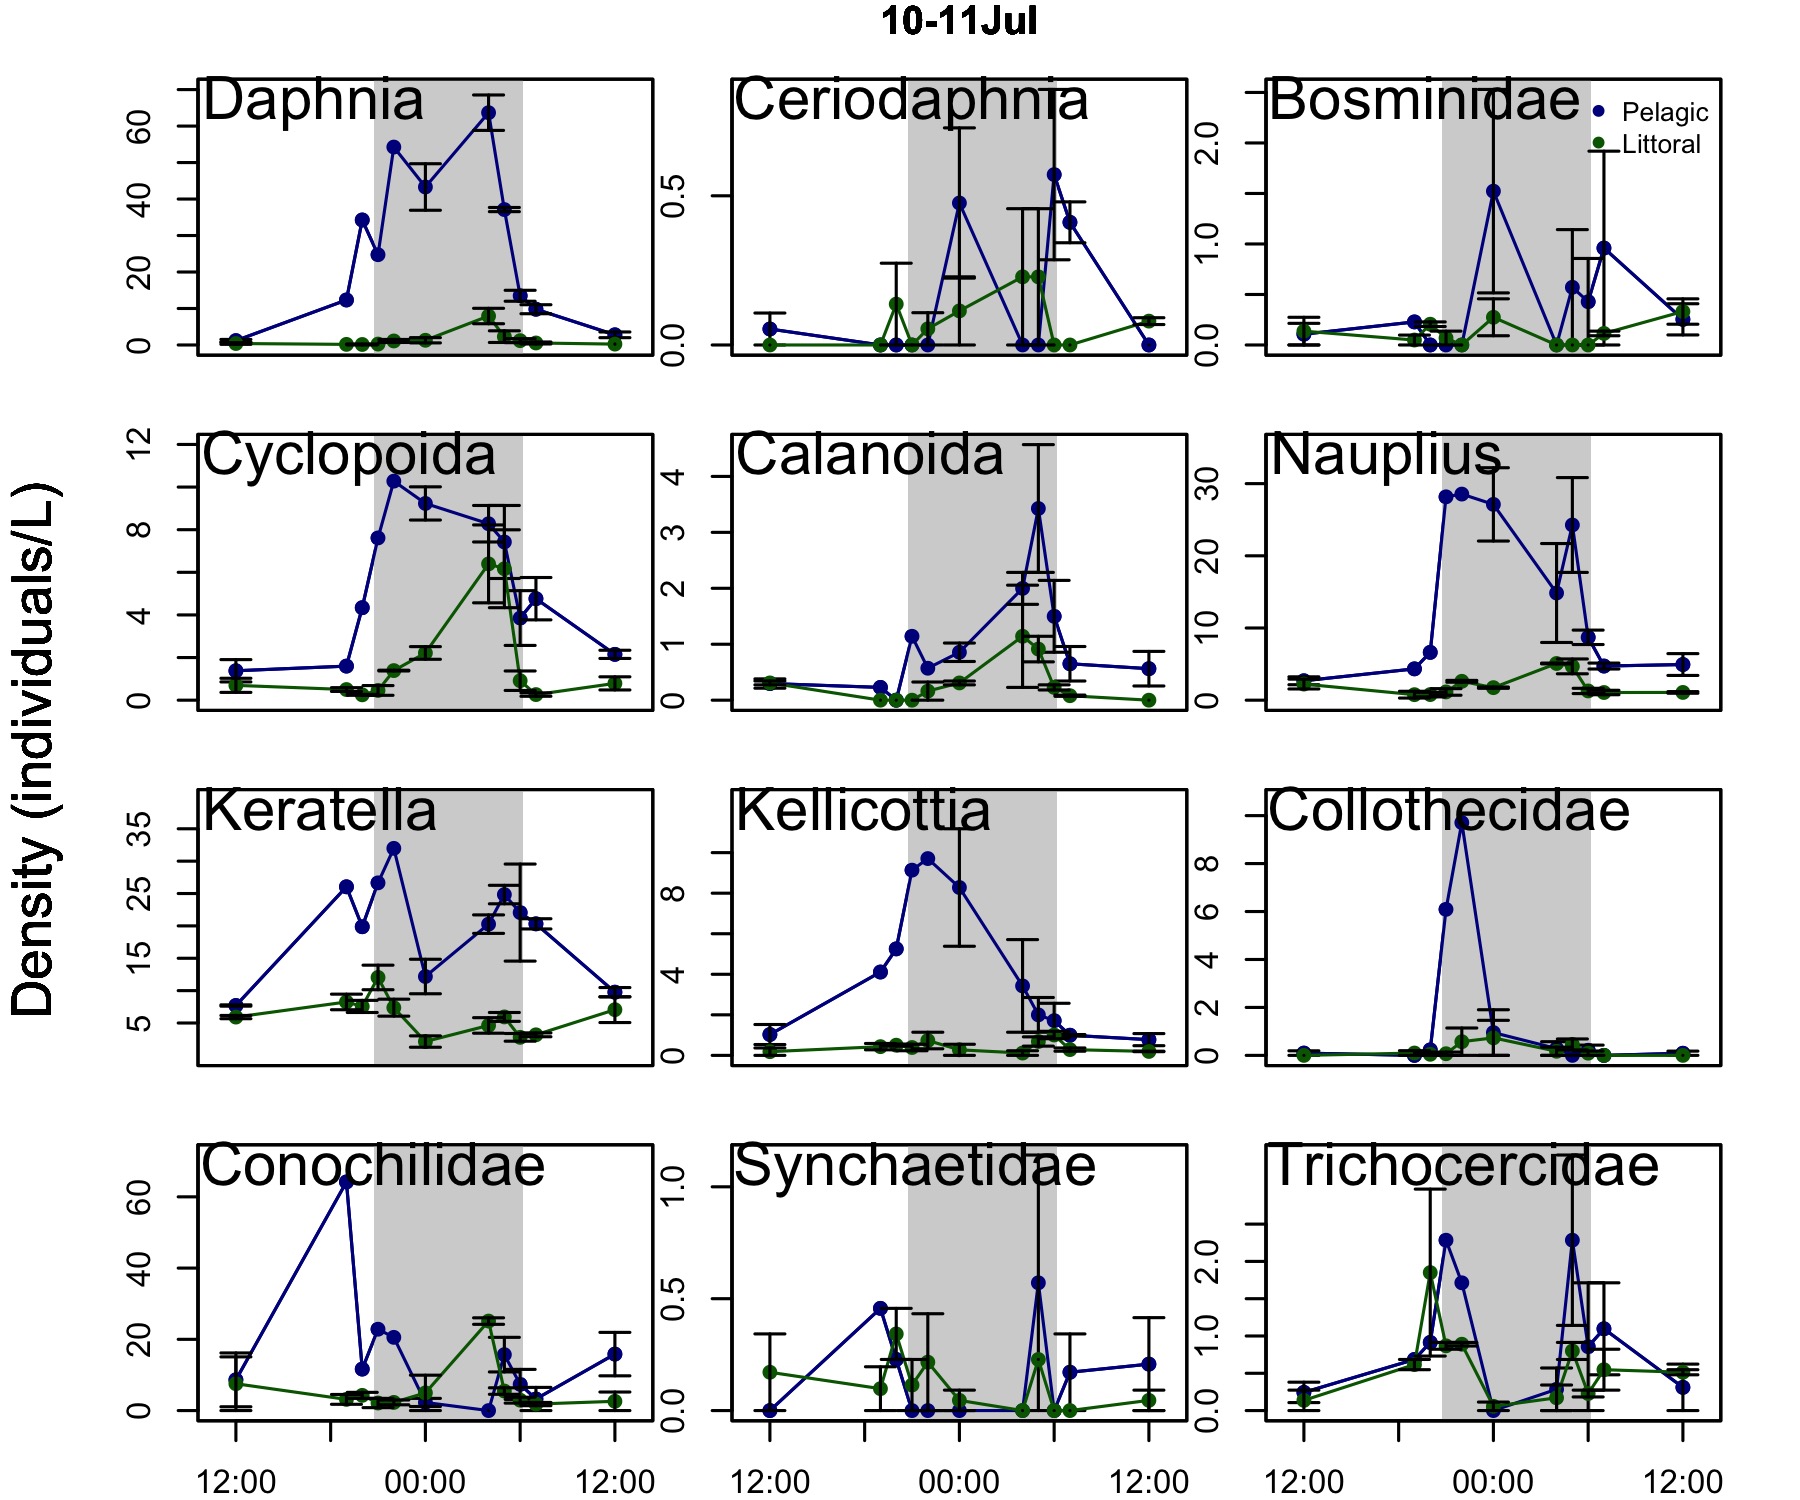 10-11Jul
Density (individuals/L)
Daphnia
0 20 40 60
Ceriodaphnia
0.0 0.5
Bosminidae
0.0 1.0 2.0
Pelagic
Littoral
Cyclopoida
0 4 8 12
Calanoida
0 1 2 3 4
Nauplius
0 10 20 30
Keratella
5 15 25 35
Kellicottia
0 4 8
Collothecidae
0 2 4 6 8
Conochilidae
0 20 40 60
Synchaetidae
0.0 0.5 1.0
Trichocercidae
0.0 1.0 2.0
12:00 00:00 12:00 12:00 00:00 12:00 12:00 00:00 12:00